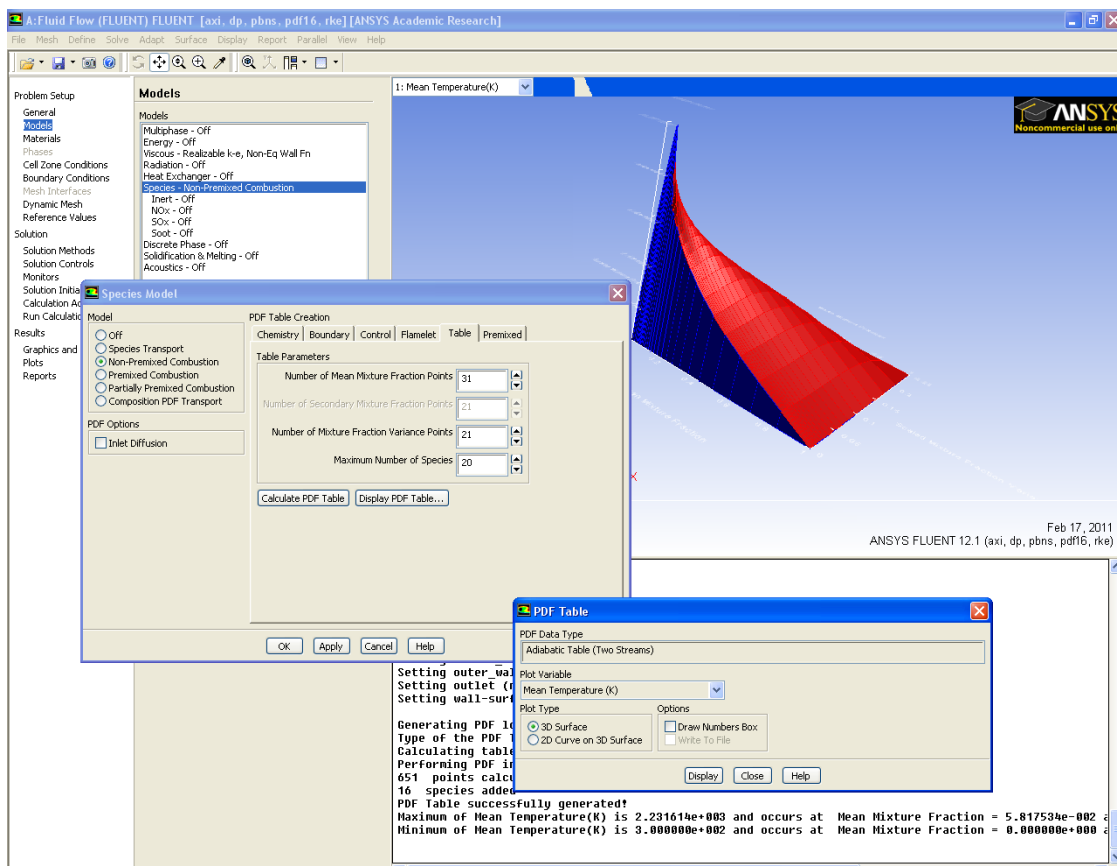 A:Fluid Flow (FLUENT) FLUENT [axi, dp, pbns, pdf16, rke] [ANSYS Academic Research]
File Mesh Define Solve Adapt Surface Display Report Parallel View Help
Problem Setup
General
Models
Materials
Phases
Cell Zone Conditions
Boundary Conditions
Mesh Interfaces
Dynamic Mesh
Reference Values
Solution
Solution Methods
Solution Controls
Monitors
Solution
Calculation
Run
Results
Graphics and
Plots
Reports
Models
Models
Multiphase - Off
Energy - Off
Viscous - Realizable k-e, Non-Eq Wall Fn
Radiation - Off
Heat Exchanger - Off
Species - Non-Premixed Combustion
Inert - Off
NOx - Off
SOx - Off
Soot - Off
Discrete Phase - Off
Solidification & Melting - Off
Acoustics - Off
1: Mean Temperature(K)
ANSYS
Noncommercial use only
X
Feb 17, 2011
ANSYS FLUENT 12.1 (axi, dp, pbns, pdf16, rke)
Species Model
Model
Off
Species Transport
Non-Premixed Combustion
Premixed Combustion
Partially Premixed Combustion
Composition PDF Transport
PDF Options
Inlet Diffusion
PDF Table Creation
Chemistry Boundary Control Flamelet Table Premixed
Table Parameters
Number of Mean Mixture Fraction Points 31
Number of Secondary Mixture Fraction Points 21
Number of Mixture Fraction Variance Points 21
Maximum Number of Species 20
Calculate PDF Table Display PDF Table...
OK Apply Cancel Help
Setting outer_wal
Setting outlet (m
Setting wall-surf
Generating PDF lo
Type of the PDF T
Calculating table
Performing PDF in
651 points calcu
16 species added
PDF Table successfully generated!
Maximum of Mean Temperature(K) is 2.231614e+003 and occurs at Mean Mixture Fraction = 5.817534e-002 a
Minimum of Mean Temperature(K) is 3.000000e+002 and occurs at Mean Mixture Fraction = 0.000000e+000 a
PDF Table
PDF Data Type
Adiabatic Table (Two Streams)
Plot Variable
Mean Temperature (K)
Plot Type
3D Surface
2D Curve on 3D Surface
Options
Draw Numbers Box
Write To File
Display Close Help